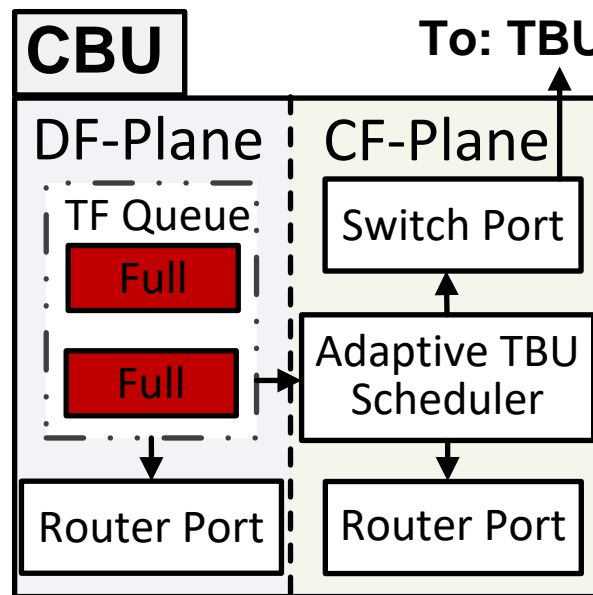 CBU
To: TBU
DF-Plane
CF-Plane
TF Queue
Full
Full
Router Port
Switch Port
Adaptive TBU
Scheduler
Router Port